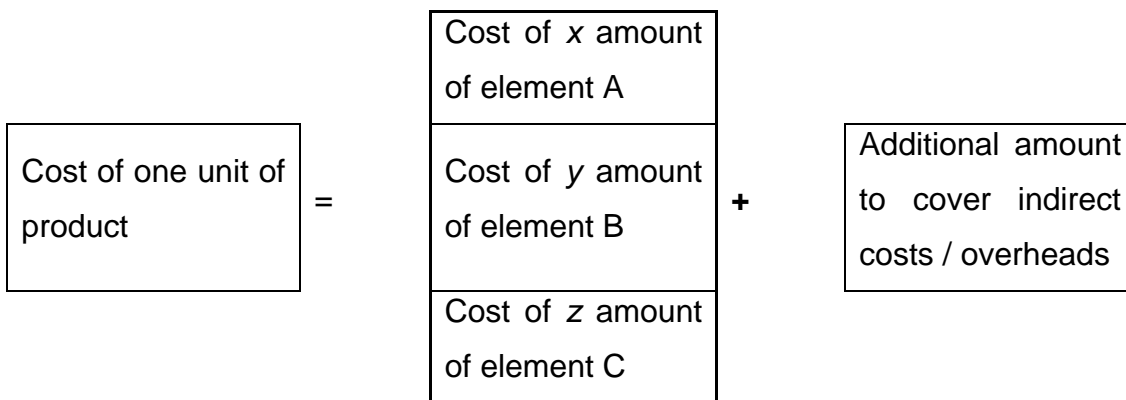 Cost of one unit of
product
=
Cost of x amount
of element A
Cost of y amount
of element B
Cost of z amount
of element C
+
Additional amount
to cover indirect
costs / overheads